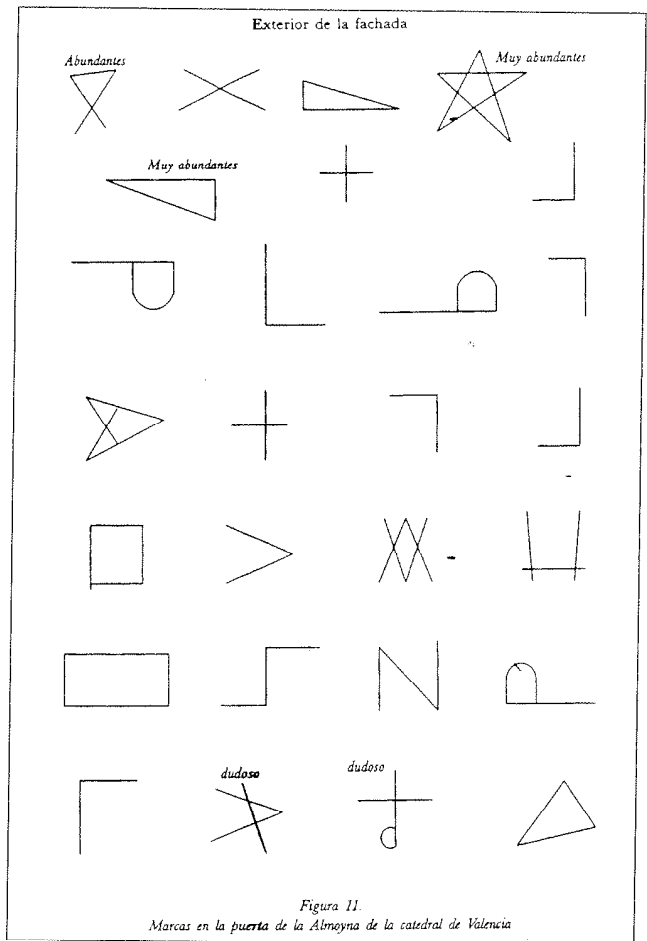 Exterior de la fachada
Abundantes
Muy abundantes
Muy abundantes
dudoso
dudoso
Figura 11.
Marcas en la puerta de la Almoyna de la catedral de Valencia